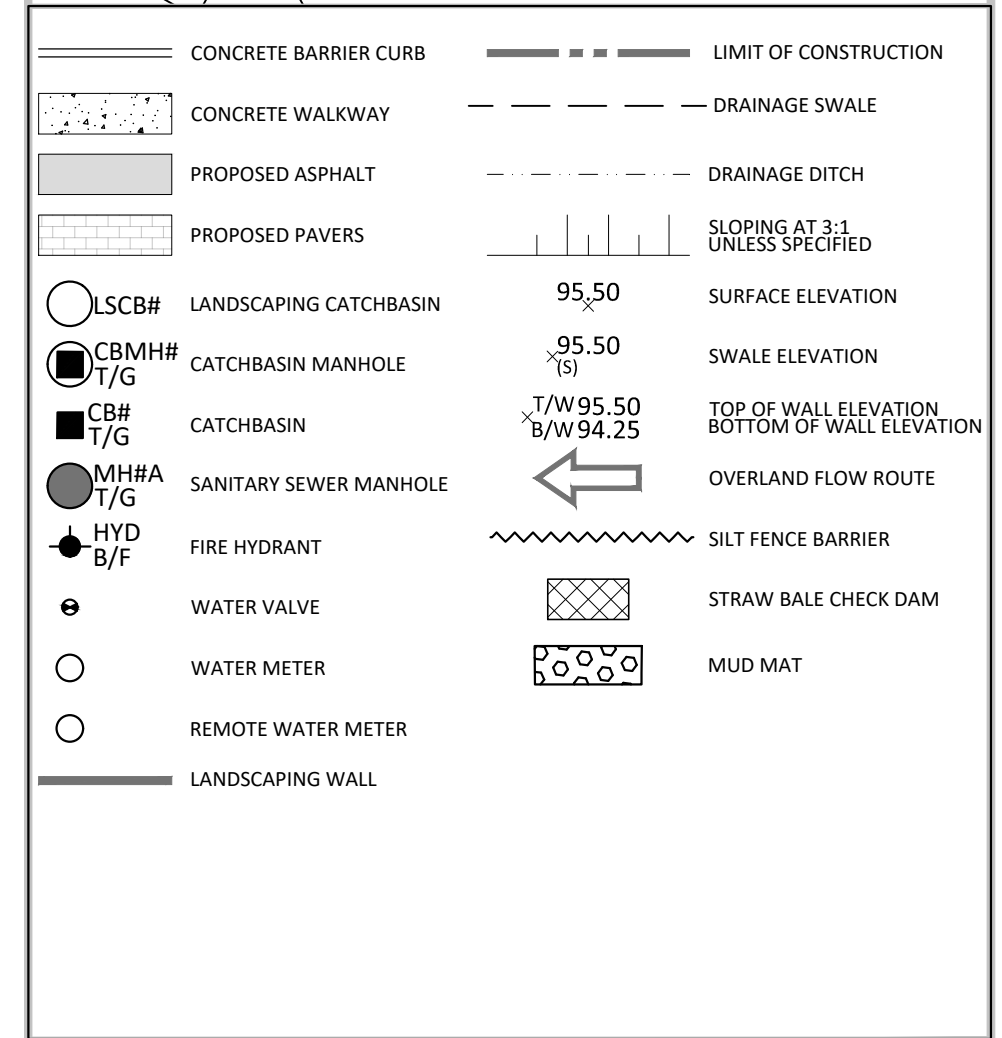 CONCRETE BARRIER CURB
CONCRETE WALKWAY
PROPOSED ASPHALT
PROPOSED PAVERS
LSCB# LANDSCAPING CATCHBASIN
CBMH#
T/G
CATCHBASIN MANHOLE
CB#
T/G
CATCHBASIN
MH#A
T/G
SANITARY SEWER MANHOLE
HYD
B/F
FIRE HYDRANT
WATER VALVE
WATER METER
REMOTE WATER METER
LANDSCAPING WALL
LIMIT OF CONSTRUCTION
DRAINAGE SWALE
DRAINAGE DITCH
SLOPING AT 3:1
UNLESS SPECIFIED
95.50 SURFACE ELEVATION
95.50
(S)
SWALE ELEVATION
T/W 95.50
B/W 94.25
TOP OF WALL ELEVATION
BOTTOM OF WALL ELEVATION
OVERLAND FLOW ROUTE
SILT FENCE BARRIER
STRAW BALE CHECK DAM
MUD MAT